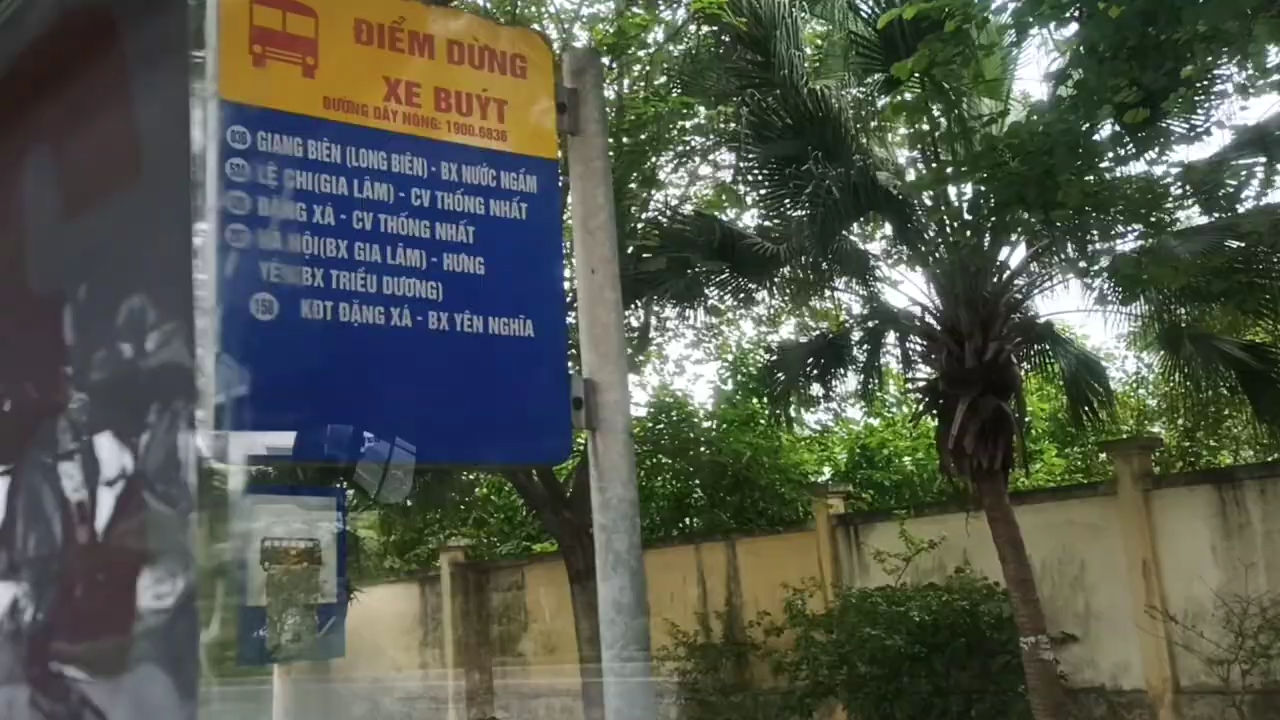 ĐIỂM DỪNG
XE BUÝT
ĐƯỜNG DÂY NÓNG: 1900.6836
GIANG BIÊN (LONG BIÊN) - BX NƯỚC NGẦM
LỆ CHI(GIA LÂM) - CV THỐNG NHẤT
XÁ - CV THỐNG NHẤT
NỘI(BX GIA LÂM) - HƯNG
BX TRIỀU DƯƠNG)
158 KĐT ĐẶNG XÁ - BX YÊN NGHĨA